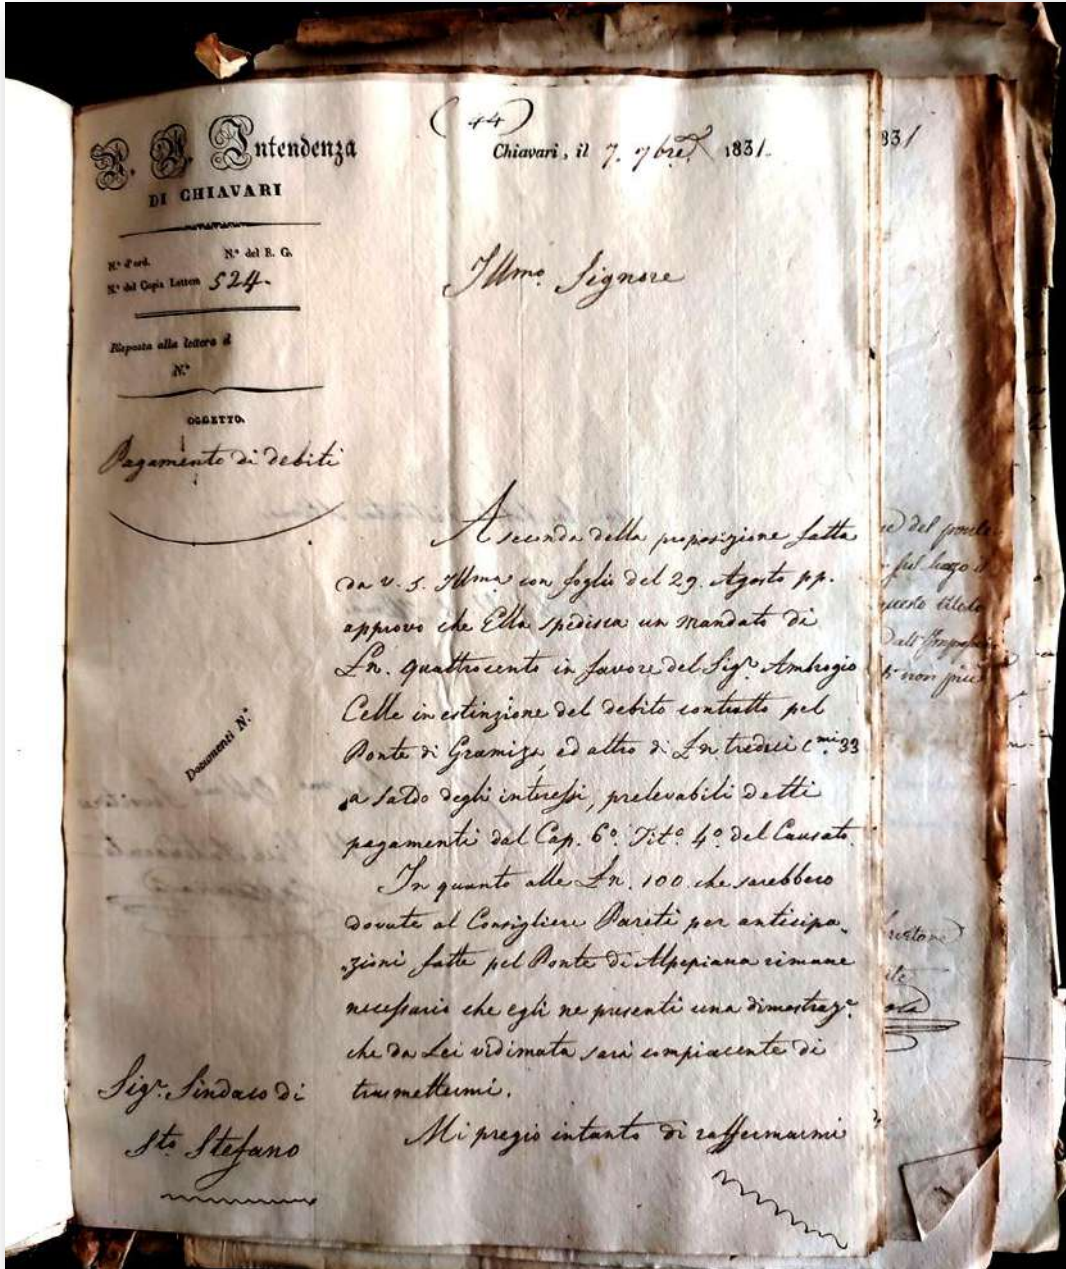 (44)
R. J. Intendenza
DI CHIAVARI
Chiavari, il 7. 7bre 1831.
N.° d'ord. N.° del R. G.
N.° del Copia Lettere 524.
Risposta alla lettera d
N.°
OGGETTO.
Pagamento di debiti
Documenti N.°
Illmo. Signore
A seconda della proposizione fatta
da V. S. Illma con foglio del 29. Agosto pp.
approvo che Ella spedisca un mandato di
Ln. quattrocento in favore del Sigr. Ambrogio
Celle in estinzione del debito contratto pel
Ponte di Gramiza ed altro di Ln tredici Cmi. 33
a saldo degli interessi, prelevabili detti
pagamenti dal Cap. 6° Tit° 4° del Causato.
In quanto alle Ln. 100 che sarebbero
dovute al Consigliere per anticipa„
„zioni fatte pel Ponte di Alpepiana rimane
necessario che egli ne presenti una dimostraz.e
che da Lei vidimata sarà compiacente di
trasmettermi.
Mi pregio intanto di raffermarmi
Sigr. Sindaco di
Sto Stefano
831